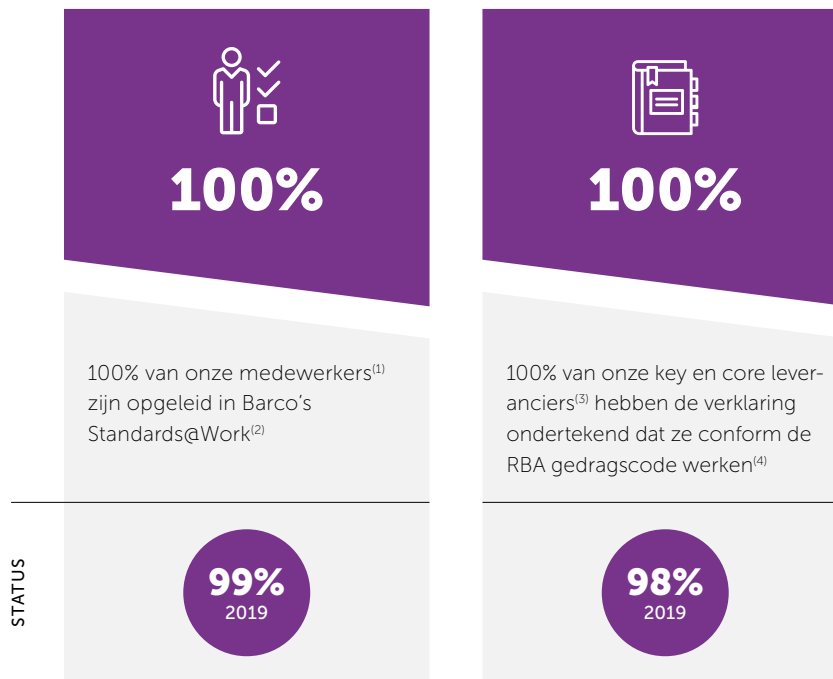 100%
100% van onze medewerkers(1)
zijn opgeleid in Barco’s
Standards@Work(2)
100%
100% van onze key en core lever-
anciers(3) hebben de verklaring
ondertekend dat ze conform de
RBA gedragscode werken(4)
STATUS
99%
2019
98%
2019